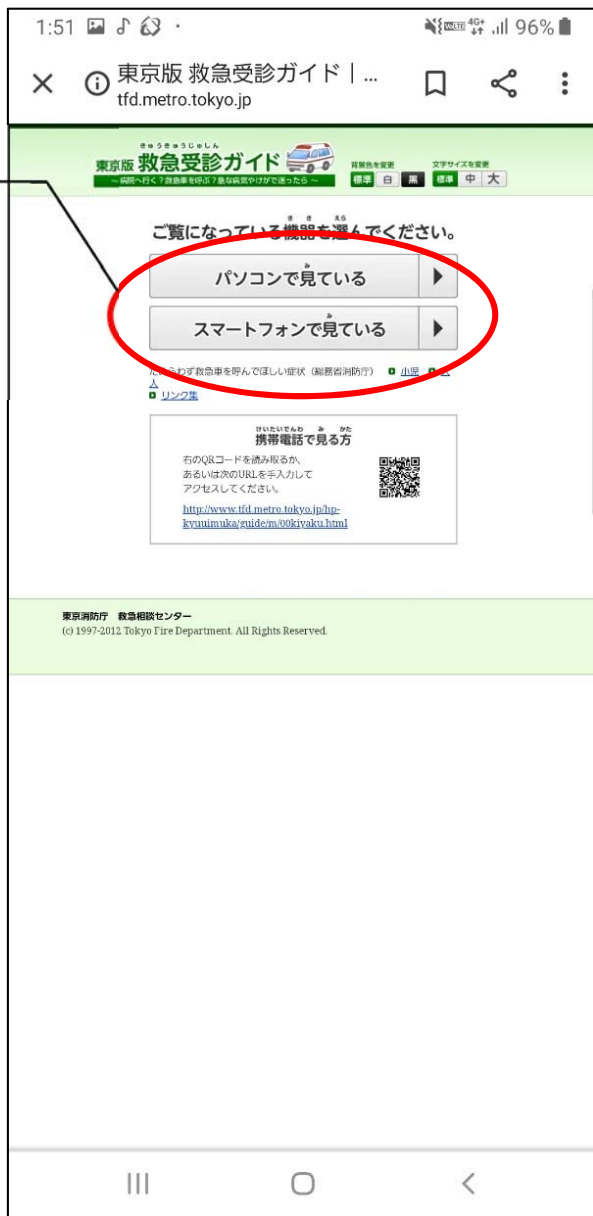 1:51
4G+
96%
東京版 救急受診ガイド | ...
tfd.metro.tokyo.jp
きゅうきゅうじゅしん
東京版 救急受診ガイド
～病院へ行く?救急車を呼ぶ?急な病気やけがで迷ったら～
背景色を変更
標準 白 黒
文字サイズを変更
標準 中 大
きき えら
ご覧になっている機器を選んでください。
み
パソコンで見ている
み
スマートフォンで見ている
ためらわず救急車を呼んでほしい症状(総務省消防庁) 小児
人
リンク集
けいたいでんわ み かた
携帯電話で見る方
右のQRコードを読み取るか、
あるいは次のURLを手入力して
アクセスしてください。
http://www.tfd.metro.tokyo.jp/hp-
kyuuimuka/guide/m/00kiyaku.html
東京消防庁 救急相談センター
(c) 1997-2012 Tokyo Fire Department. All Rights Reserved.